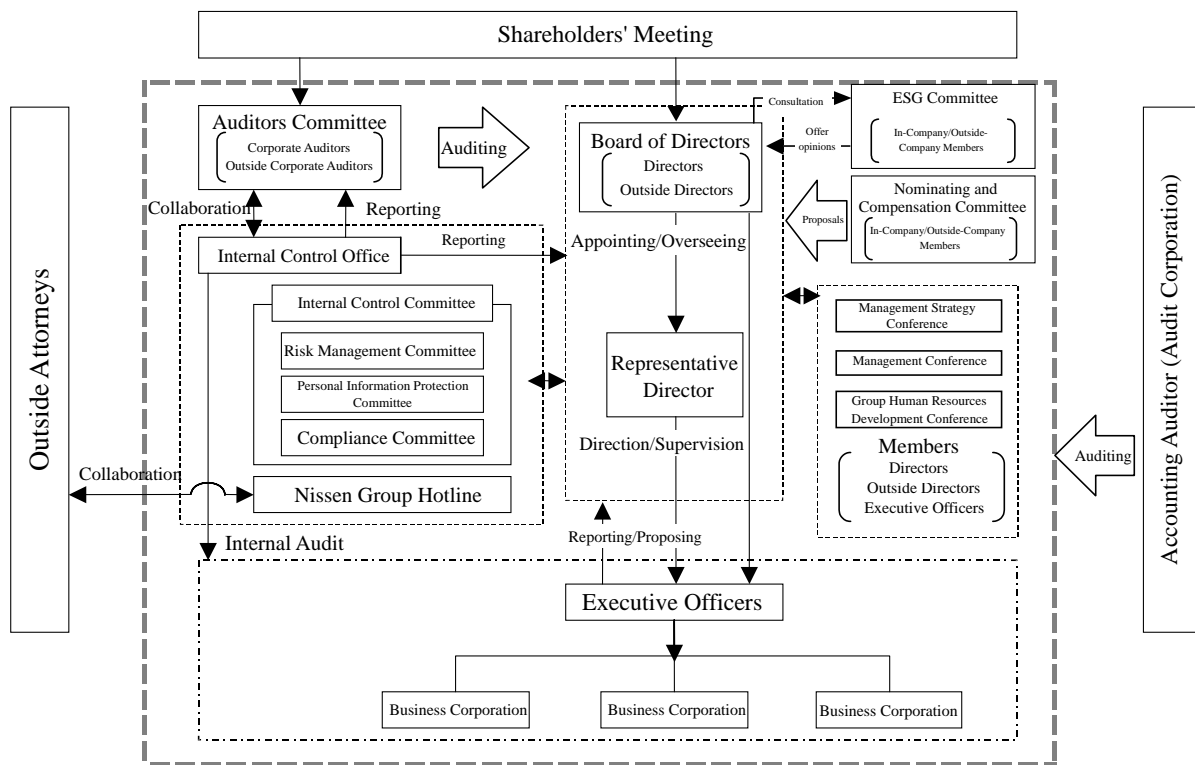 Shareholders' Meeting
Outside Attorneys
Auditors Committee
Corporate Auditors
Outside Corporate Auditors
Auditing
Board of Directors
Directors
Outside Directors
Consultation
Offer
opinions
ESG Committee
In-Company/Outside-
Company Members
Nominating and
Compensation Committee
In-Company/Outside-Company
Members
Proposals
Collaboration
Reporting
Internal Control Office
Reporting
Appointing/Overseeing
Internal Control Committee
Risk Management Committee
Personal Information Protection
Committee
Compliance Committee
Representative
Director
Direction/Supervision
Management Strategy
Conference
Management Conference
Group Human Resources
Development Conference
Members
Directors
Outside Directors
Executive Officers
Auditing
Accounting Auditor (Audit Corporation)
Collaboration
Nissen Group Hotline
Internal Audit
Reporting/Proposing
Executive Officers
Business Corporation
Business Corporation
Business Corporation